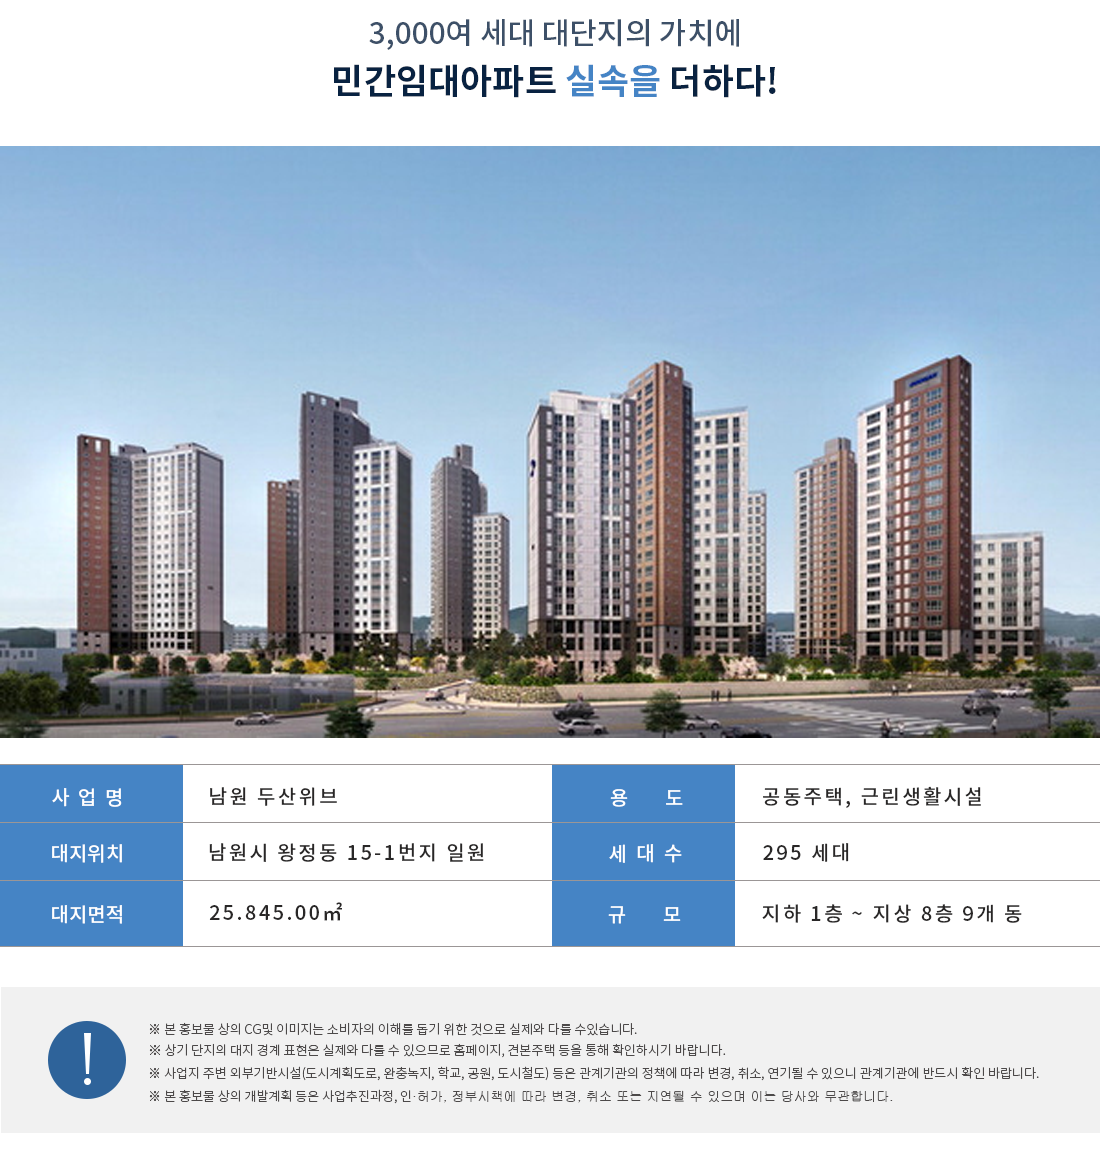 3,000여 세대 대단지의 가치에
민간임대아파트 실속을 더하다!
사 업 명 남원 두산위브 용 도 공동주택, 근린생활시설
대지위치 남원시 왕정동 15-1번지 일원 세 대 수 295 세대
대지면적 25.845.00㎡ 규 모 지하 1층 ~ 지상 8층 9개 동
※ 본 홍보물 상의 CG및 이미지는 소비자의 이해를 돕기 위한 것으로 실제와 다를 수있습니다.
※ 상기 단지의 대지 경계 표현은 실제와 다를 수 있으므로 홈페이지, 견본주택 등을 통해 확인하시기 바랍니다.
※ 사업지 주변 외부기반시설(도시계획도로, 완충녹지, 학교, 공원, 도시철도) 등은 관계기관의 정책에 따라 변경, 취소, 연기될 수 있으니 관계기관에 반드시 확인 바랍니다.
※ 본 홍보물 상의 개발계획 등은 사업추진과정, 인·허가, 정부시책에 따라 변경, 취소 또는 지연될 수 있으며 이는 당사와 무관합니다.